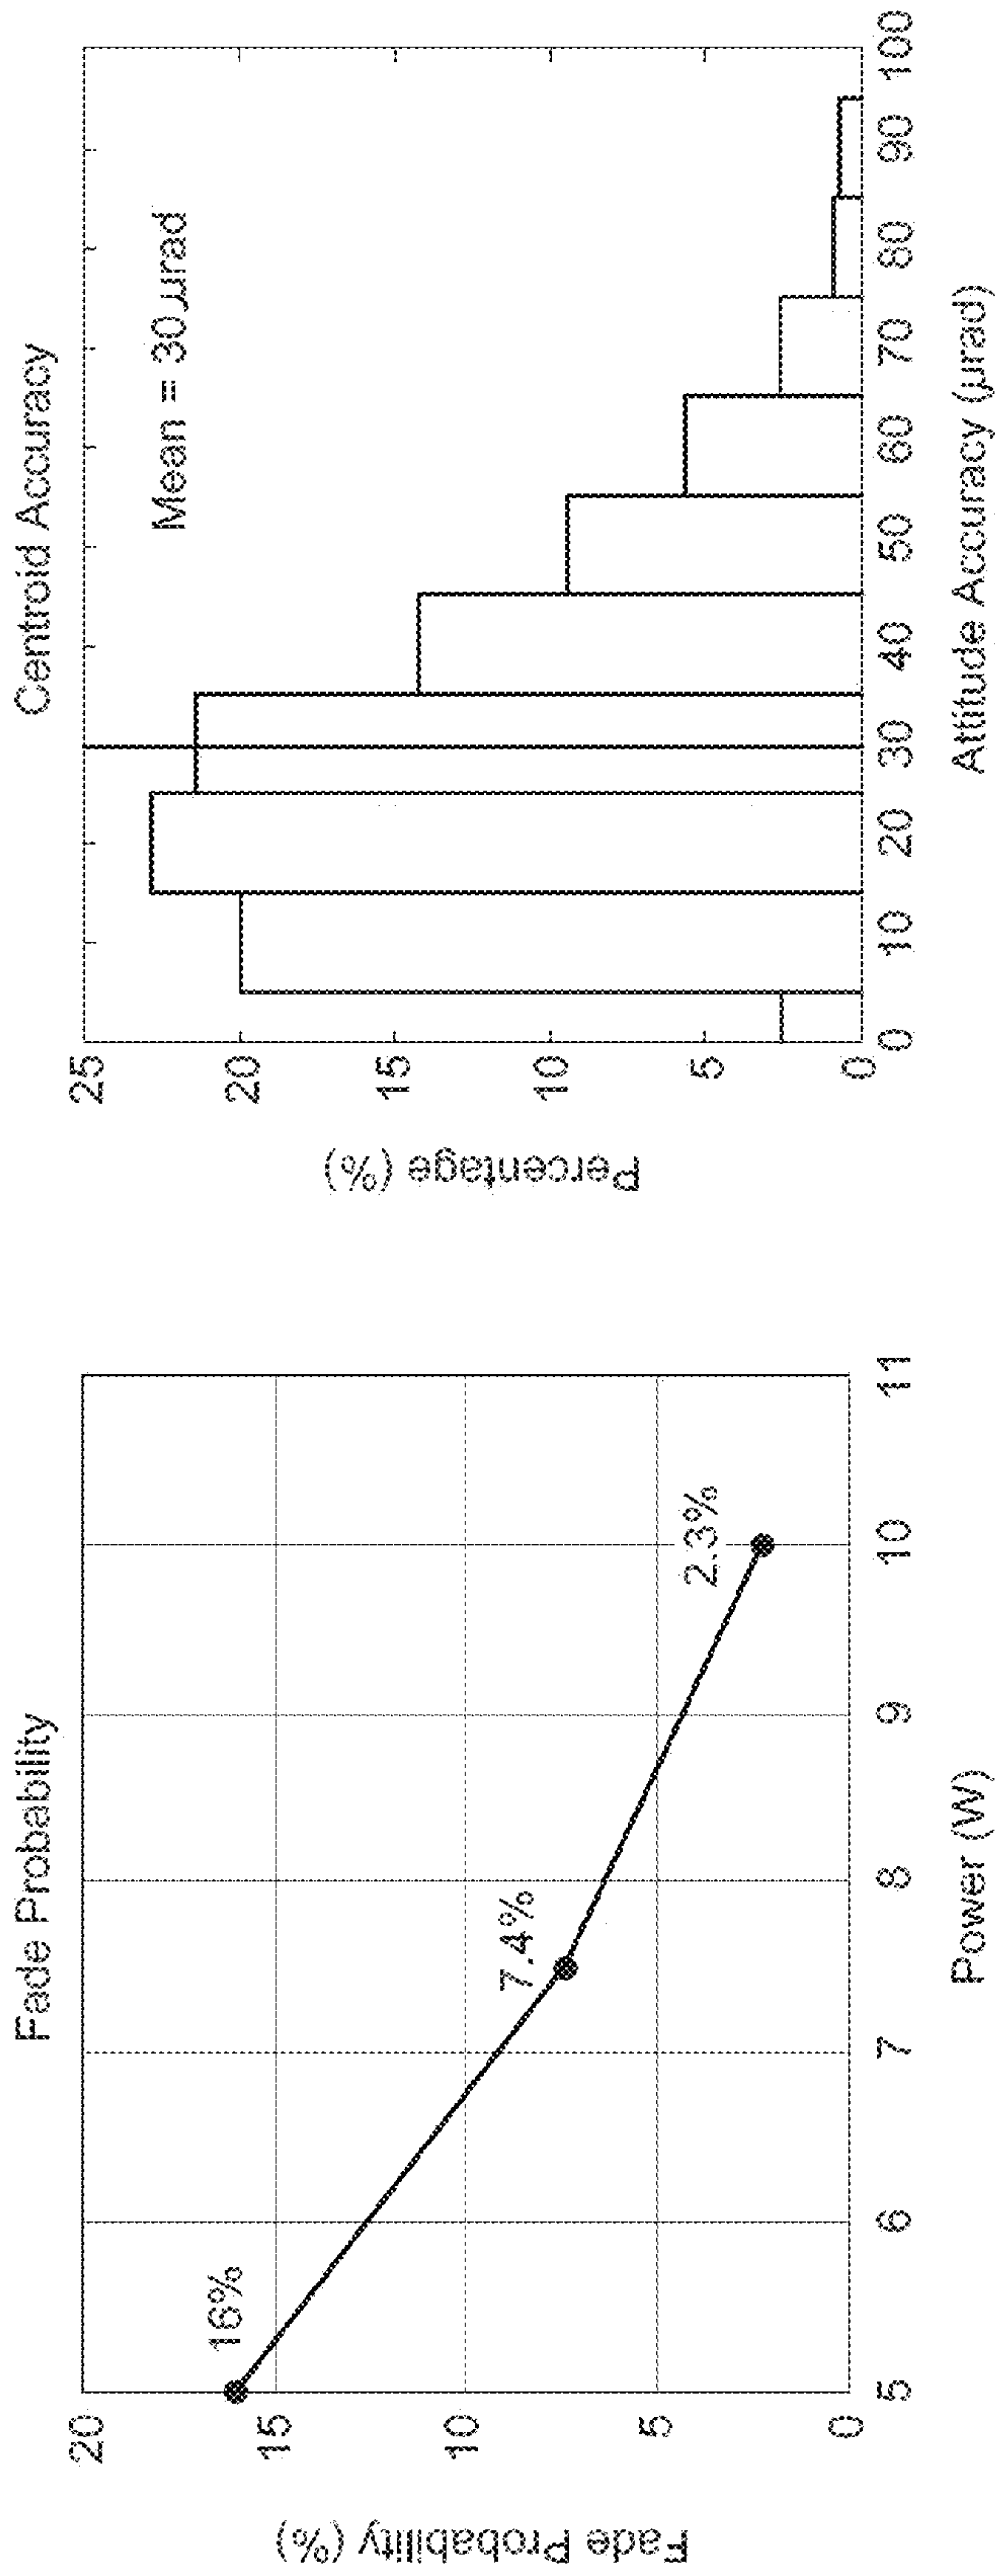 Fade Probability
Fade Probability (%)
20
15
10
5
0
16%
7.4%
2.3%
5 6 7 8 9 10 11
Power (W)
Centroid Accuracy
Percentage (%)
25
20
15
10
5
0
Mean = 30μrad
0 10 20 30 40 50 60 70 80 90 100
Attitude Accuracy (μrad)